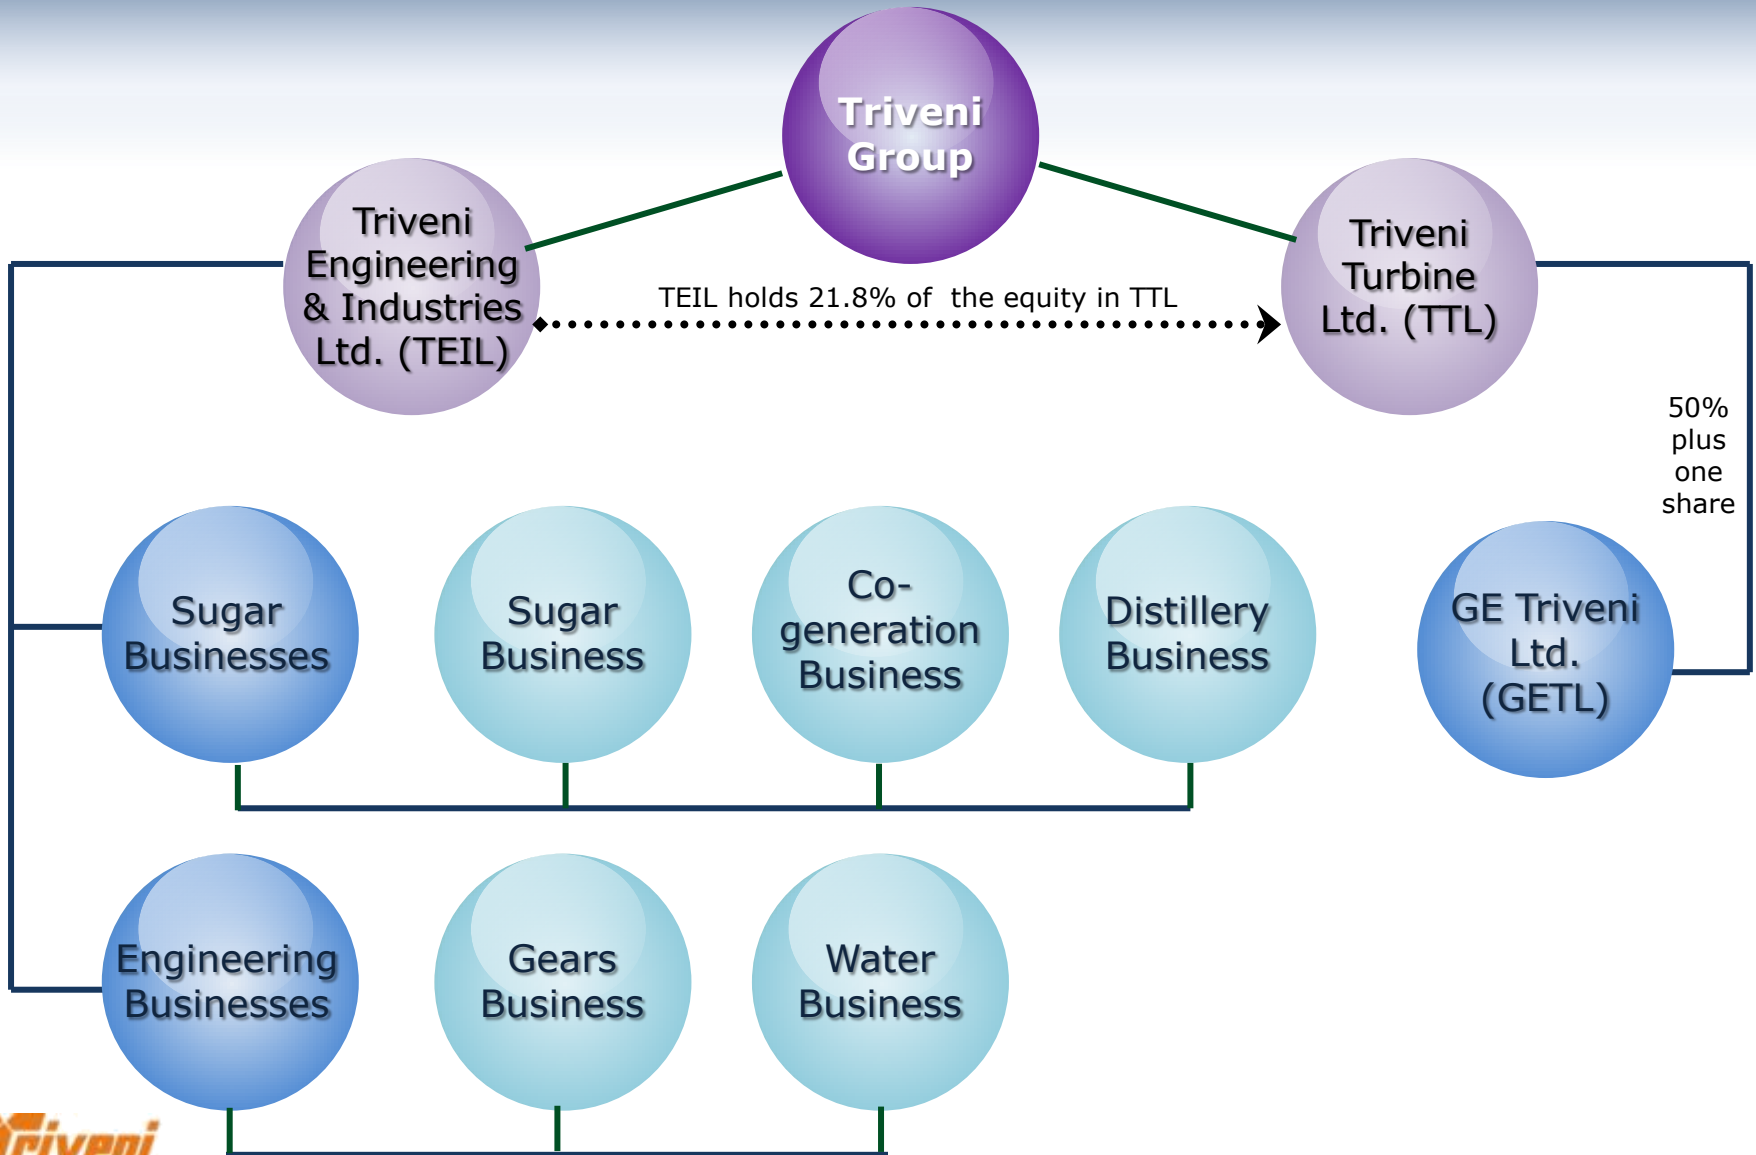 Triveni
Group
Triveni
Engineering
& Industries
Ltd. (TEIL)
TEIL holds 21.8% of the equity in TTL
Triveni
Turbine
Ltd. (TTL)
50%
plus
one
share
Sugar
Businesses
Sugar
Business
Co-
generation
Business
Distillery
Business
GE Triveni
Ltd.
(GETL)
Engineering
Businesses
Gears
Business
Water
Business
Triveni